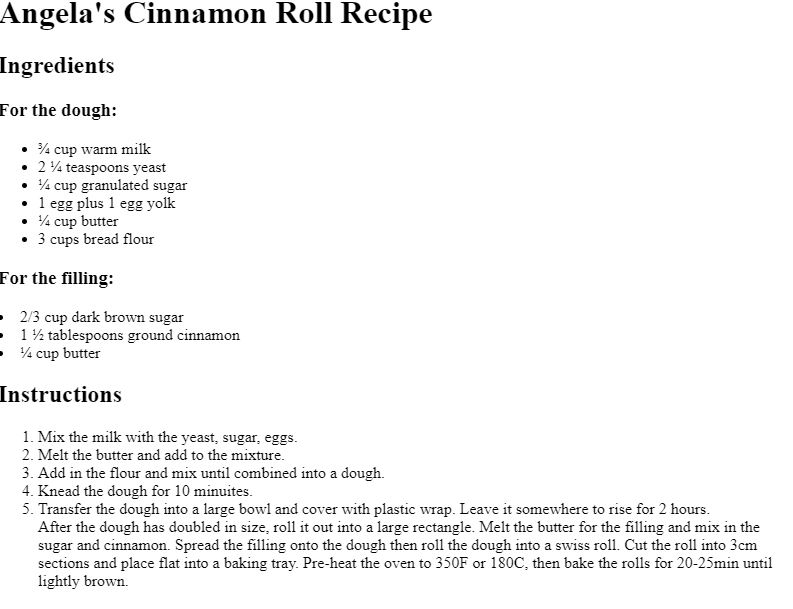 Angela's Cinnamon Roll Recipe
Ingredients
For the dough:
• ¾ cup warm milk
• 2 ¼ teaspoons yeast
• ¼ cup granulated sugar
• 1 egg plus 1 egg yolk
• ¼ cup butter
• 3 cups bread flour
For the filling:
• 2/3 cup dark brown sugar
• 1 ½ tablespoons ground cinnamon
• ¼ cup butter
Instructions
1. Mix the milk with the yeast, sugar, eggs.
2. Melt the butter and add to the mixture.
3. Add in the flour and mix until combined into a dough.
4. Knead the dough for 10 minuites.
5. Transfer the dough into a large bowl and cover with plastic wrap. Leave it somewhere to rise for 2 hours.
After the dough has doubled in size, roll it out into a large rectangle. Melt the butter for the filling and mix in the
sugar and cinnamon. Spread the filling onto the dough then roll the dough into a swiss roll. Cut the roll into 3cm
sections and place flat into a baking tray. Pre-heat the oven to 350F or 180C, then bake the rolls for 20-25min until
lightly brown.